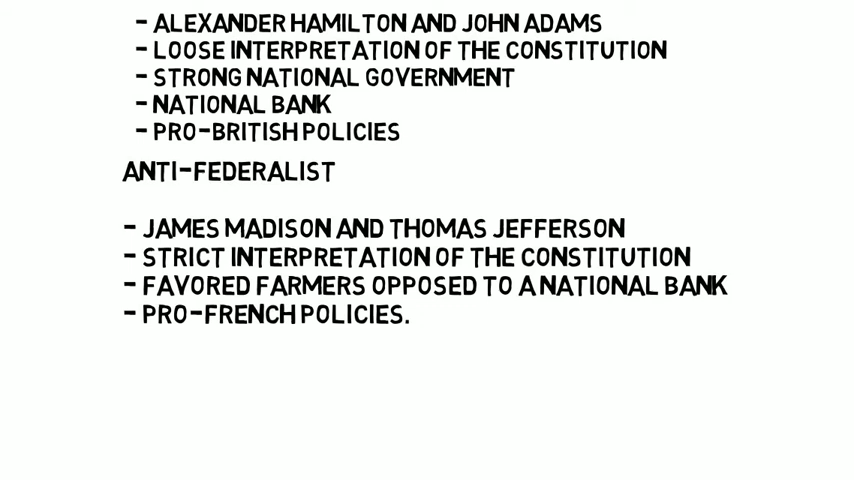 - ALEXANDER HAMILTON AND JOHN ADAMS
- LOOSE INTERPRETATION OF THE CONSTITUTION
- STRONG NATIONAL GOVERNMENT
- NATIONAL BANK
- PRO-BRITISH POLICIES
ANTI-FEDERALIST
- JAMES MADISON AND THOMAS JEFFERSON
- STRICT INTERPRETATION OF THE CONSTITUTION
- FAVORED FARMERS OPPOSED TO A NATIONAL BANK
- PRO-FRENCH POLICIES.